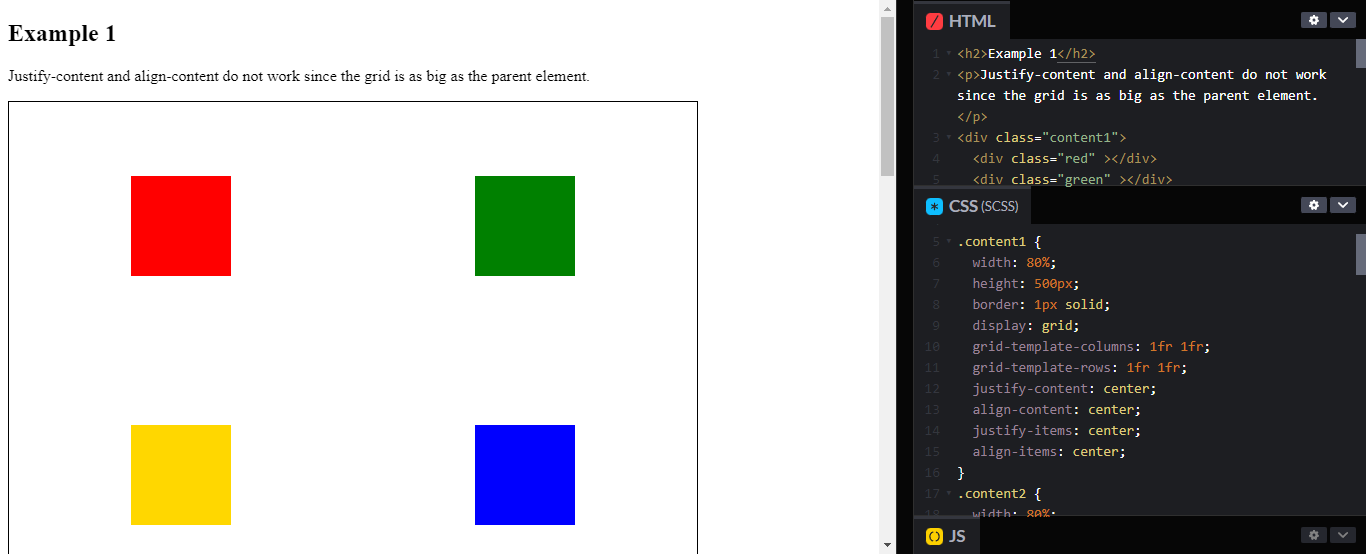 Example 1
Justify-content and align-content do not work since the grid is as big as the parent element.
HTML
1 <h2>Example 1</h2>
2 <p>Justify-content and align-content do not work
since the grid is as big as the parent element.
</p>
3 <div class="content1">
4 <div class="red" ></div>
5 <div class="green" ></div>
CSS (SCSS)
5 .content1 {
6 width: 80%;
7 height: 500px;
8 border: 1px solid;
9 display: grid;
10 grid-template-columns: 1fr 1fr;
11 grid-template-rows: 1fr 1fr;
12 justify-content: center;
13 align-content: center;
14 justify-items: center;
15 align-items: center;
16 }
17 .content2 {
18 width: 80%;
JS